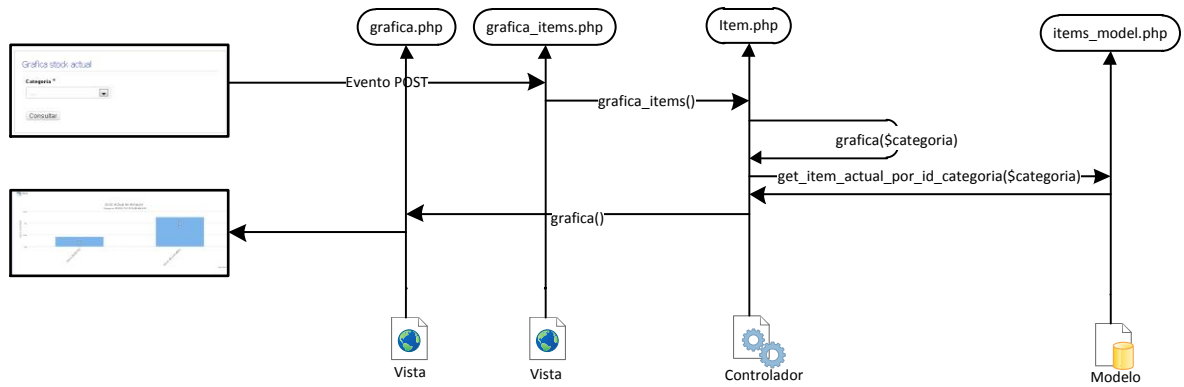 grafica.php
grafica_items.php
Item.php
items_model.php
Grafica stock actual
Categoria *
Consultar
Evento POST
grafica_items()
grafica($categoria)
get_item_actual_por_id_categoria($categoria)
grafica()
Vista
Vista
Controlador
Modelo